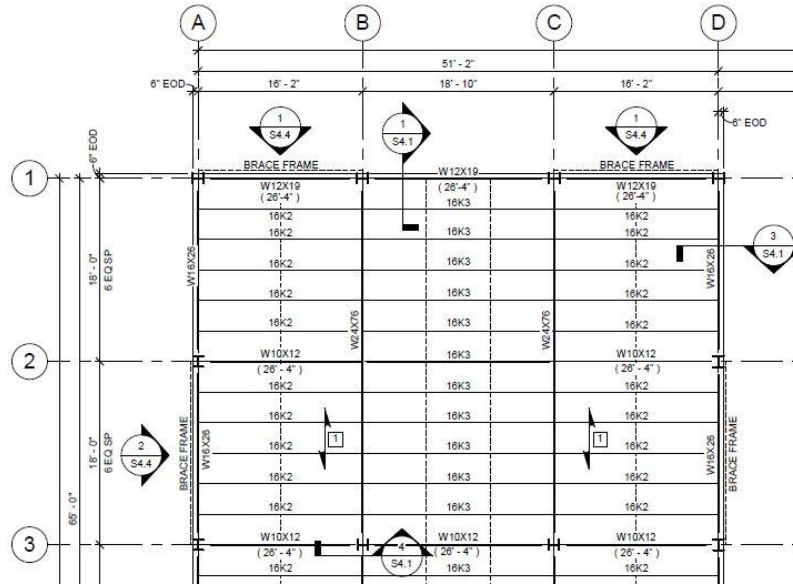 A B C D
51' - 2"
6" EOD 16' - 2" 18' - 10" 16' - 2"
6" EOD
1 1 1
S4.4 S4.1 S4.4
6" EOD
BRACE FRAME BRACE FRAME
1 W12X19
W12X19 (26'-4") W12X19
( 26'-4" ) 16K3 ( 26'-4" )
16K2 16K2
16K2 16K3 16K2
3
S4.1
18' - 0"
6 EQ SP
W16X26
W16X26
16K2 16K3 16K2
16K2 16K3 16K2
W24X76
W24X76
16K2 16K3 16K2
2 W10X12 16K3 W10X12
( 26' - 4" ) ( 26' - 4" )
16K2 16K3 16K2
16K2 16K3 16K2
1 1
18' - 0"
6 EQ SP
2
S4.4
BRACE FRAME
W16X26
W16X26
BRACE FRAME
16K2 16K3 16K2
16K2 16K3 16K2
65' - 0"
16K2 16K3 16K2
3 W10X12 W10X12 W10X12
( 26' - 4" ) 4 ( 26' - 4" ) ( 26' - 4" )
S4.1
16K2 16K3 16K2